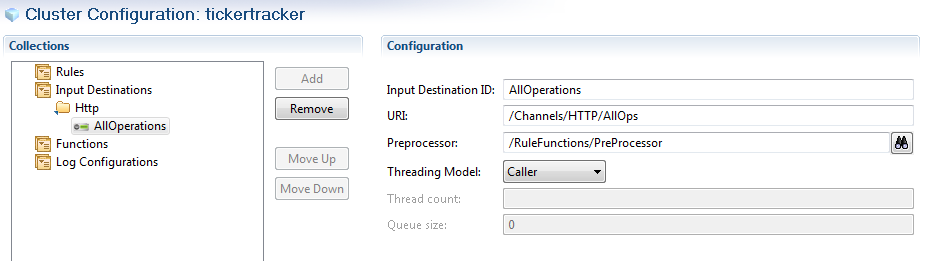 Cluster Configuration: tickertracker
Collections
Rules
Input Destinations
Http
AllOperations
Functions
Log Configurations
Add
Remove
Move Up
Move Down
Configuration
Input Destination ID: AllOperations
URI: /Channels/HTTP/AllOps
Preprocessor: /RuleFunctions/PreProcessor
Threading Model: Caller
Thread count:
Queue size: 0